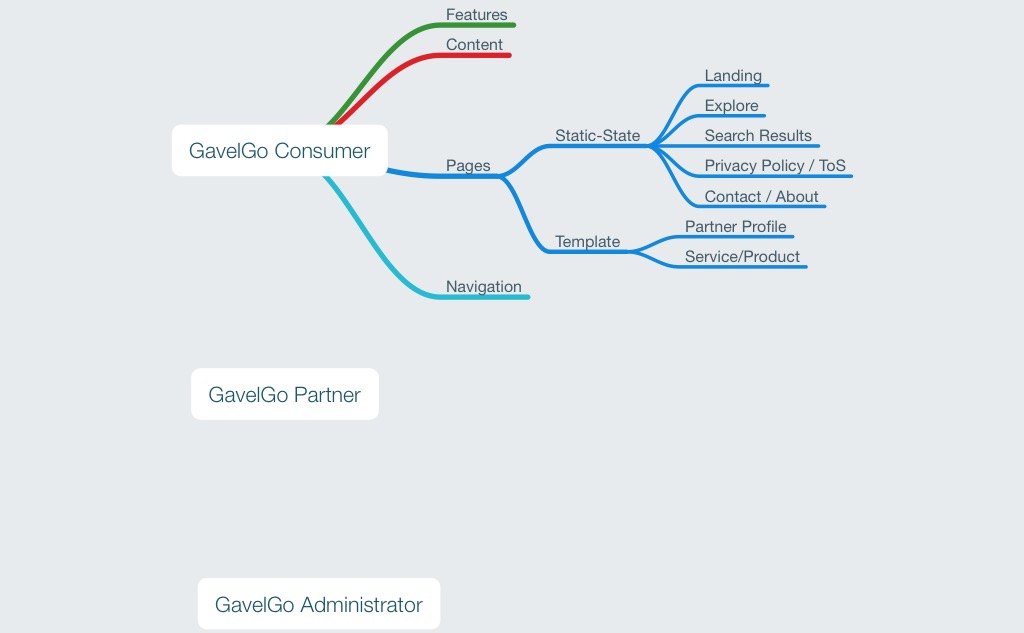 Features
Content
GavelGo Consumer
Pages
Static-State
Landing
Explore
Search Results
Privacy Policy / ToS
Contact / About
Template
Partner Profile
Service/Product
Navigation
GavelGo Partner
GavelGo Administrator